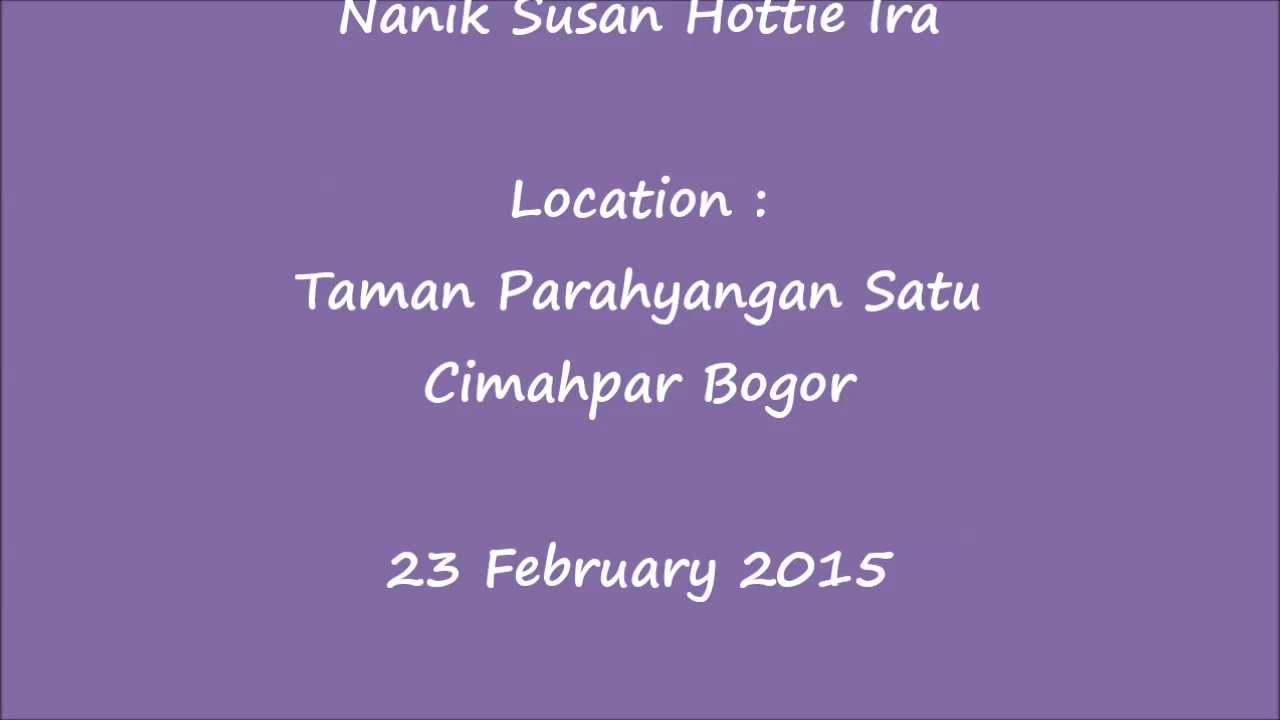 Nanik Susan Hottie Ira
Location :
Taman Parahyangan Satu
Cimahpar Bogor
23 February 2015